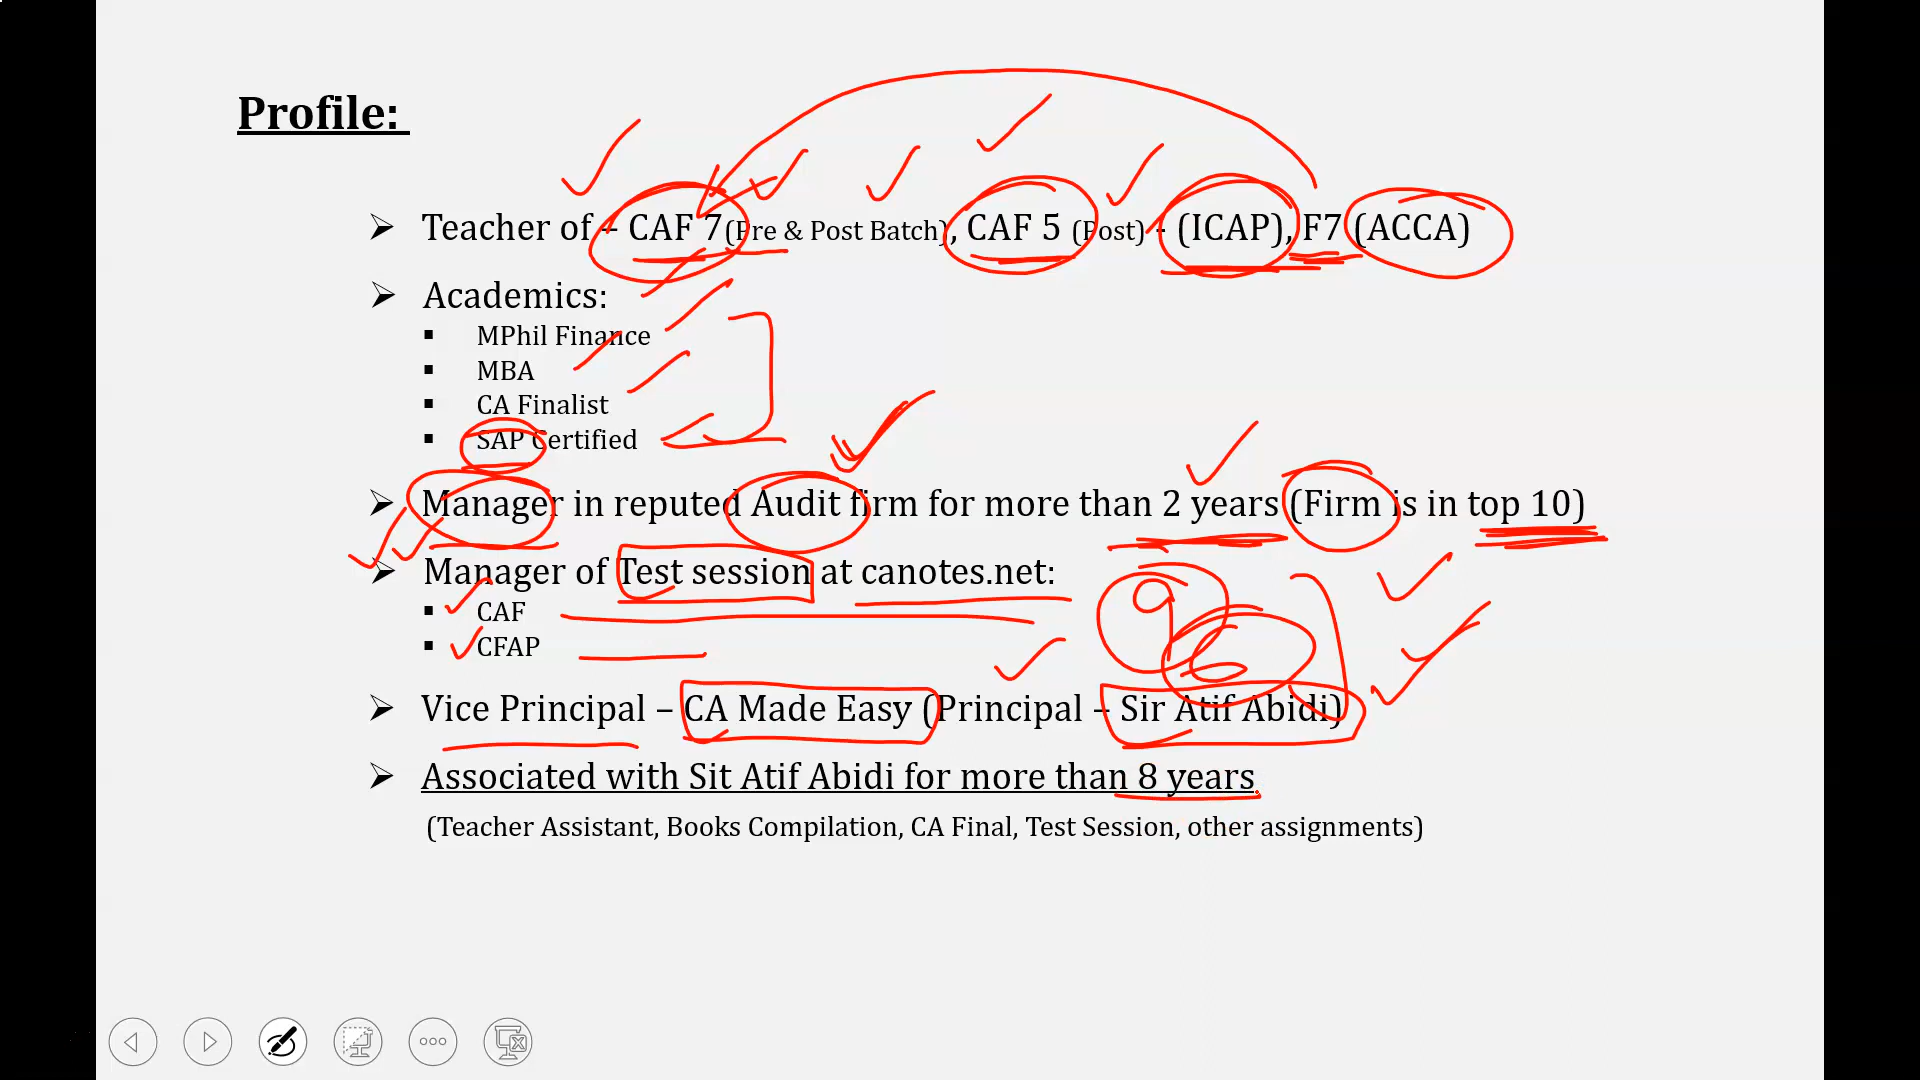 Profile:
Teacher of – CAF 7 (Pre & Post Batch), CAF 5 (Post) - (ICAP), F7 (ACCA)
Academics:
MPhil Finance
MBA
CA Finalist
SAP Certified
Manager in reputed Audit firm for more than 2 years (Firm is in top 10)
Manager of Test session at canotes.net:
CAF
CFAP
Vice Principal – CA Made Easy (Principal – Sir Atif Abidi)
Associated with Sit Atif Abidi for more than 8 years.
(Teacher Assistant, Books Compilation, CA Final, Test Session, other assignments)